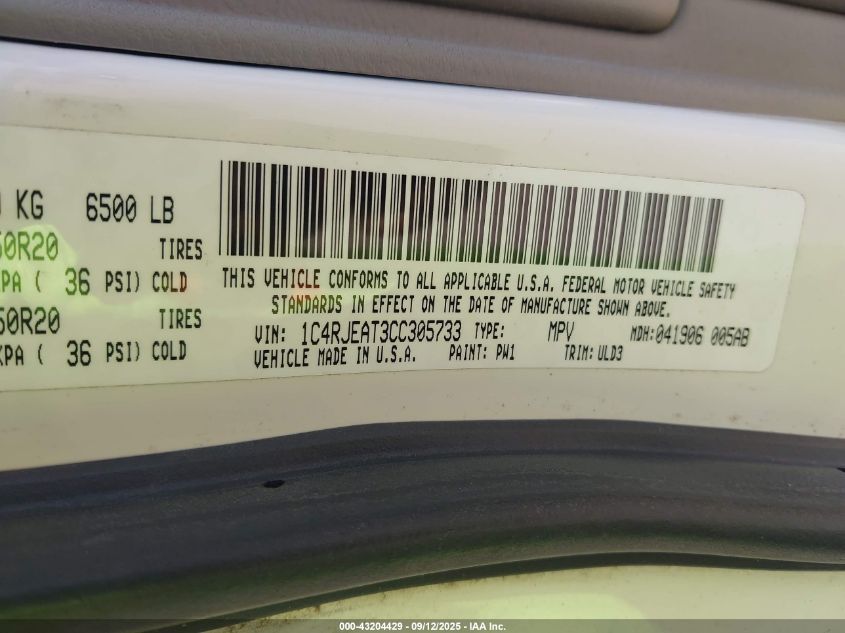 KG 6500 LB
50R20 TIRES
KPA ( 36 PSI) COLD
50R20 TIRES
KPA ( 36 PSI) COLD
THIS VEHICLE CONFORMS TO ALL APPLICABLE U.S.A. FEDERAL MOTOR VEHICLE SAFETY
STANDARDS IN EFFECT ON THE DATE OF MANUFACTURE SHOWN ABOVE.
VIN: 1C4RJEAT3CC305733 TYPE: MPV MDH: 041906 005AB
VEHICLE MADE IN U.S.A. PAINT: PW1 TRIM: ULD3
000-43204429 - 09/12/2025 - IAA Inc.